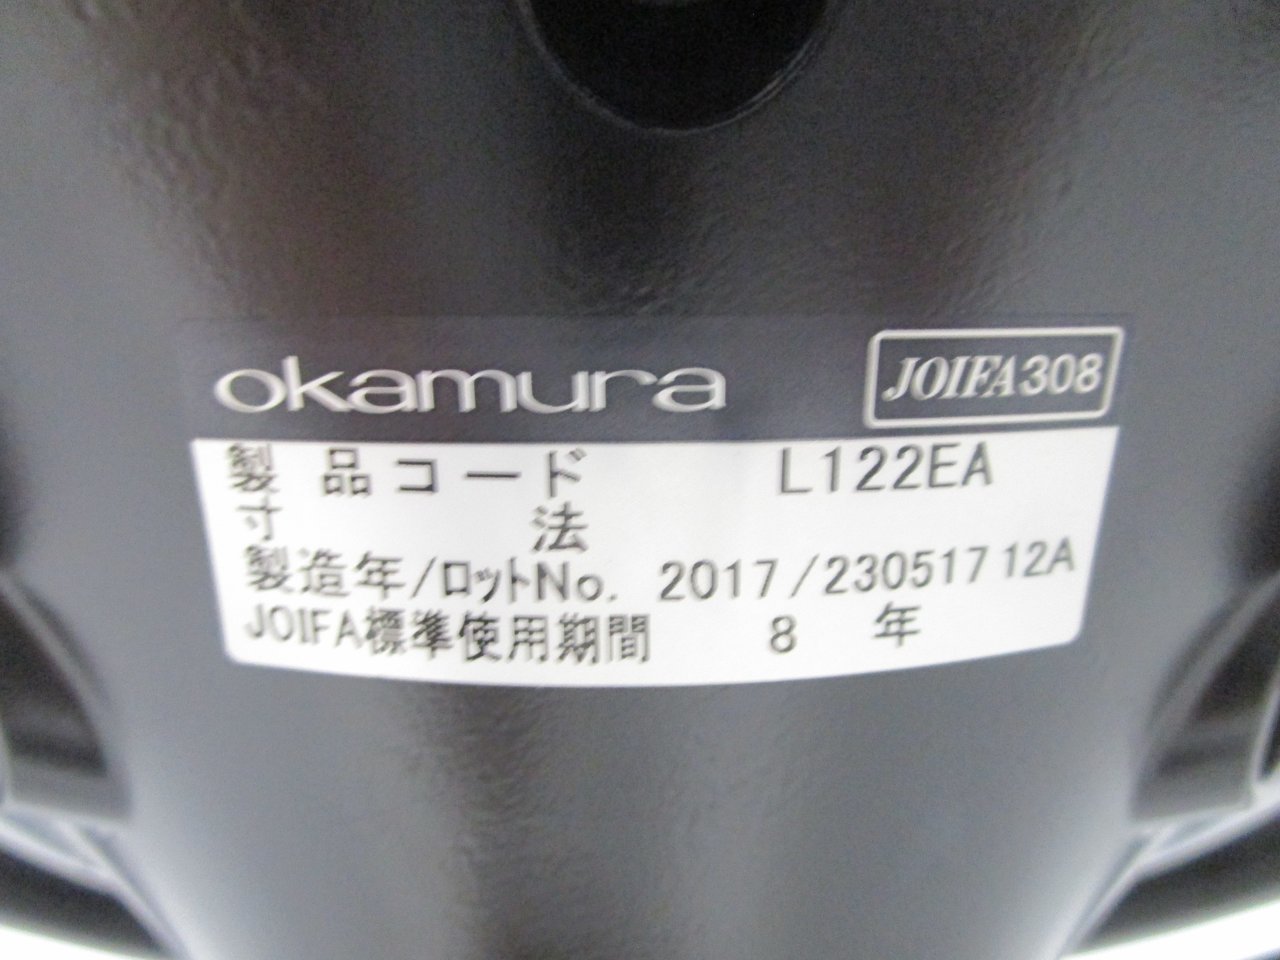 okamura JOIFA308
製品コード L122EA
寸法
製造年/ロットNo. 2017/23051712A
JOIFA標準使用期間 8 年